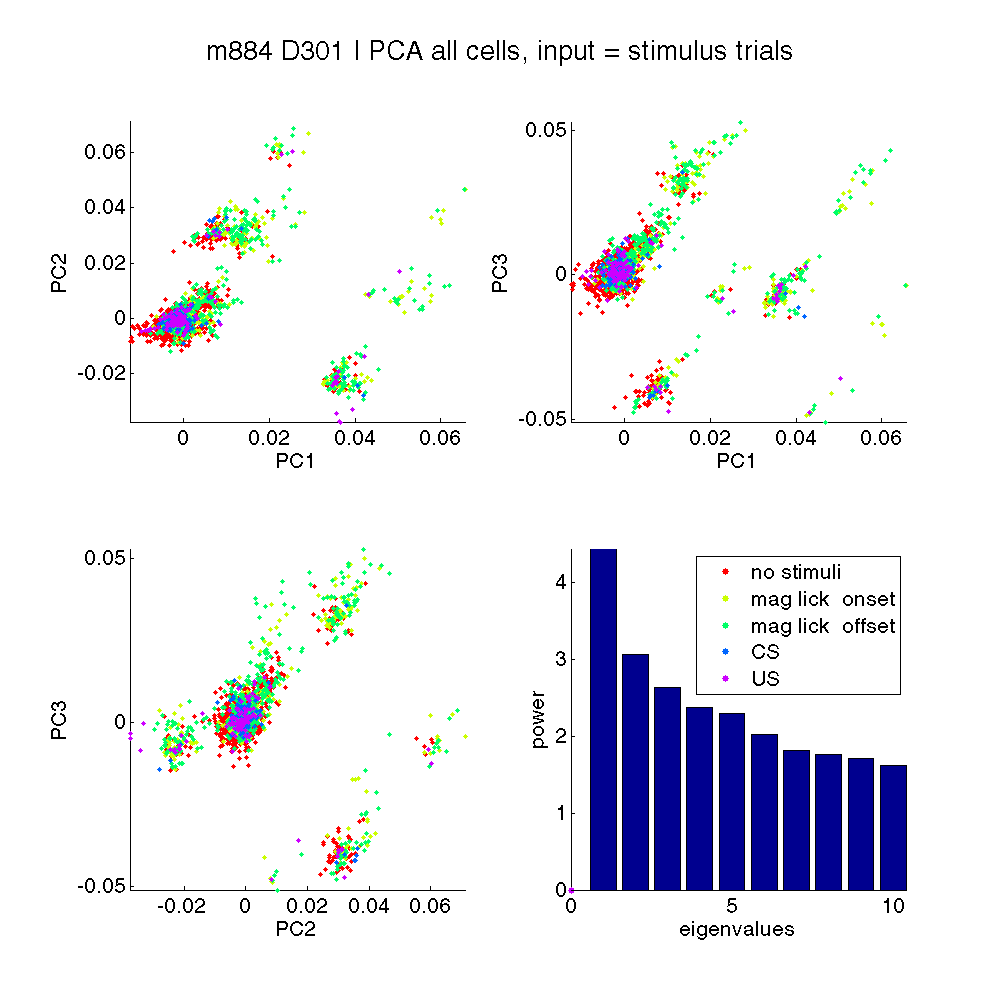 m884 D301 | PCA all cells, input = stimulus trials
0.06
0.04
0.02
0
-0.02
PC2
0
0.02
0.04
0.06
PC1
0.05
0
-0.05
PC3
0
0.02
0.04
0.06
PC1
0.05
0
-0.05
PC3
-0.02
0
0.02
0.04
0.06
PC2
4
3
2
1
0
power
no stimuli
mag lick onset
mag lick offset
CS
US
0
5
10
eigenvalues